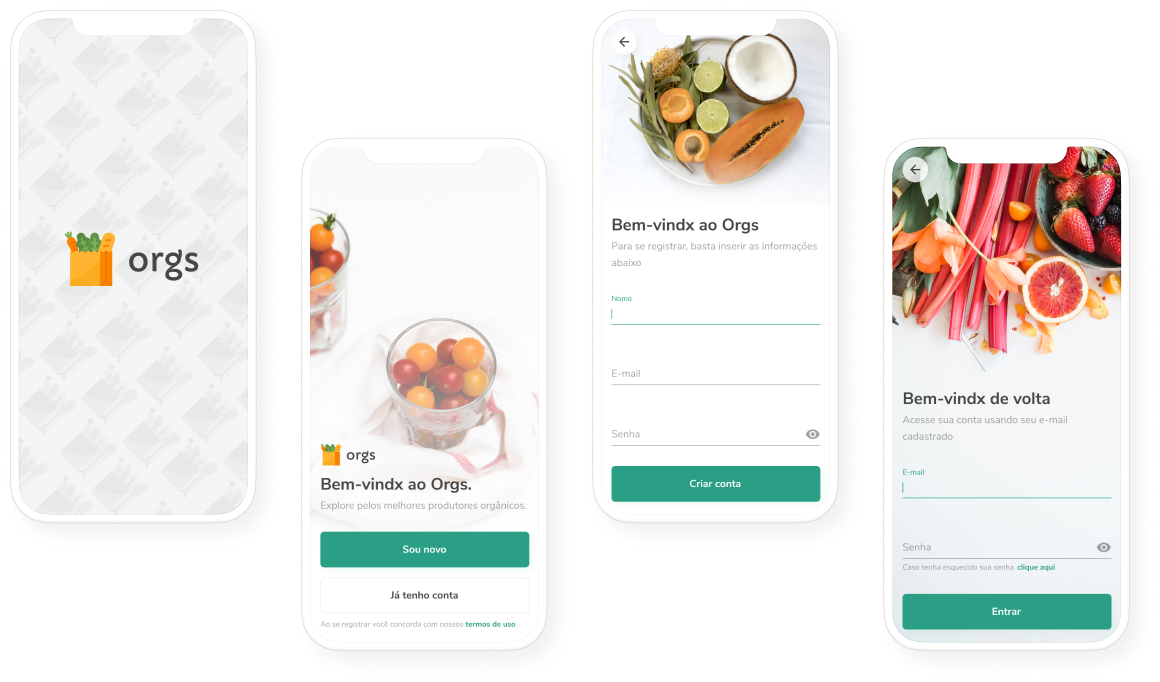 orgs
orgs
Bem-vindx ao Orgs.
Explore pelos melhores produtores orgânicos.
Sou novo
Já tenho conta
Ao se registrar você concorda com nossos termos de uso
Bem-vindx ao Orgs
Para se registrar, basta inserir as informações
abaixo
Nome
E-mail
Senha
Criar conta
Bem-vindx de volta
Acesse sua conta usando seu e-mail
cadastrado
E-mail
Senha
Caso tenha esquecido sua senha clique aqui
Entrar